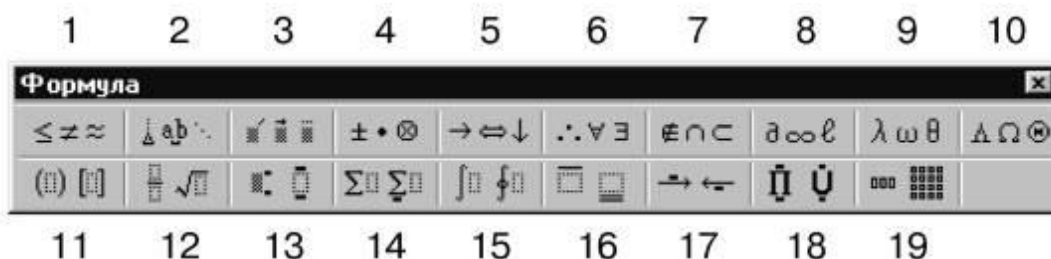 1 2 3 4 5 6 7 8 9 10
Формула
≤ ≠ ≈ ab ⋱ ± • ⊗ → ⇔ ↓ ∴ ∀ ∃ ∉ ∩ ⊂ ∂ ∞ ℓ λ ω θ Λ Ω Θ
() [] √ Σ Σ ∫ ∮ Π Ụ
11 12 13 14 15 16 17 18 19